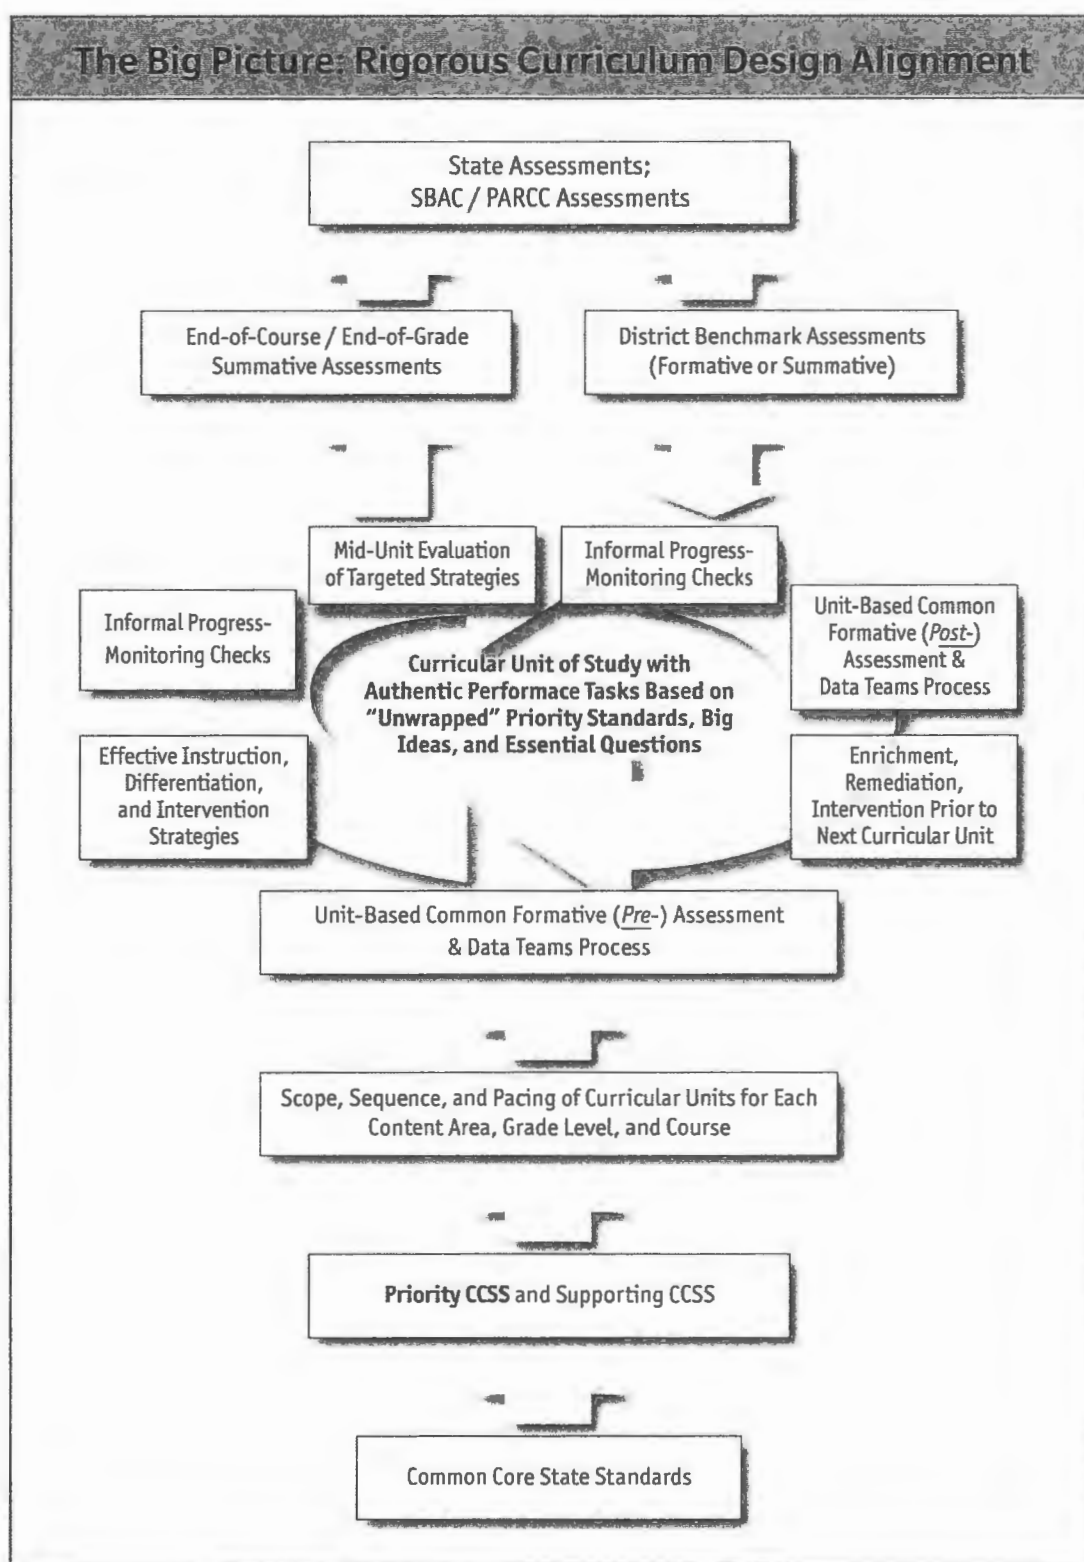 The Big Picture: Rigorous Curriculum Design Alignment
State Assessments;
SBAC / PARCC Assessments
End-of-Course / End-of-Grade
Summative Assessments
District Benchmark Assessments
(Formative or Summative)
Mid-Unit Evaluation
of Targeted Strategies
Informal Progress-
Monitoring Checks
Informal Progress-
Monitoring Checks
Unit-Based Common
Formative (Post-)
Assessment &
Data Teams Process
Curricular Unit of Study with
Authentic Performace Tasks Based on
“Unwrapped” Priority Standards, Big
Ideas, and Essential Questions
Effective Instruction,
Differentiation,
and Intervention
Strategies
Enrichment,
Remediation,
Intervention Prior to
Next Curricular Unit
Unit-Based Common Formative (Pre-) Assessment
& Data Teams Process
Scope, Sequence, and Pacing of Curricular Units for Each
Content Area, Grade Level, and Course
Priority CCSS and Supporting CCSS
Common Core State Standards